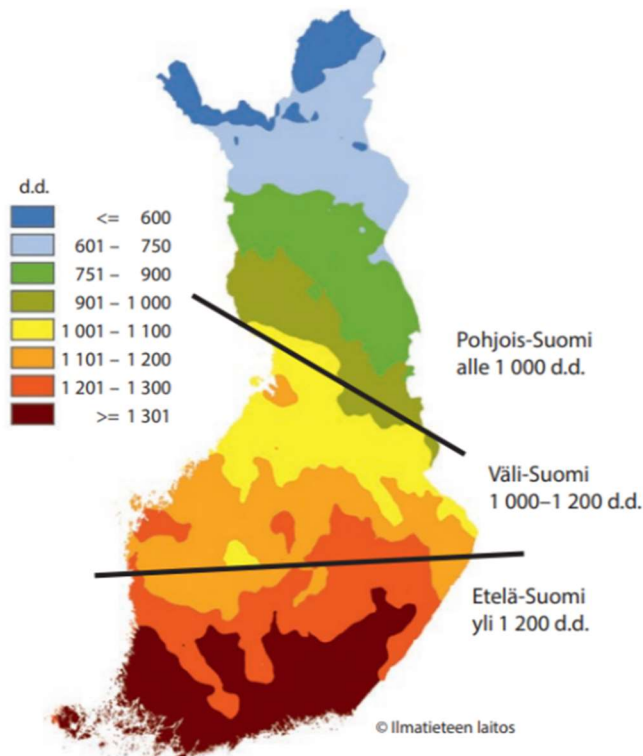 d.d.
<= 600
601 – 750
751 – 900
901 – 1 000
1 001 – 1 100
1 101 – 1 200
1 201 – 1 300
>= 1 301
Pohjois-Suomi
alle 1 000 d.d.
Väli-Suomi
1 000–1 200 d.d.
Etelä-Suomi
yli 1 200 d.d.
© Ilmatieteen laitos